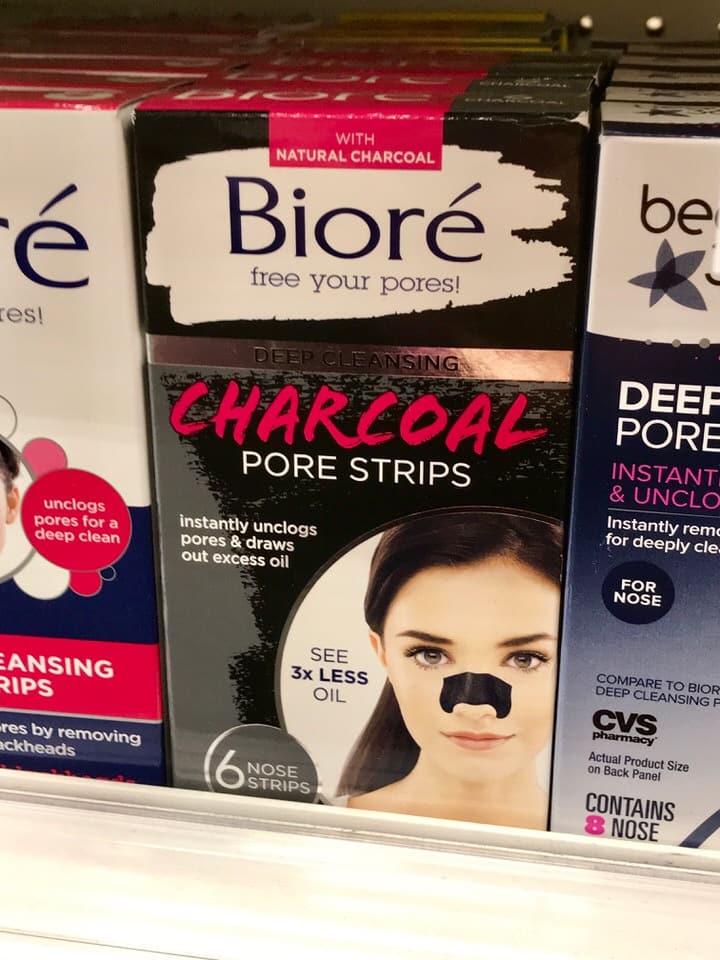 Bioré
WITH
NATURAL CHARCOAL
Bioré
free your pores!
DEEP CLEANSING
CHARCOAL
PORE STRIPS
instantly unclogs
pores & draws
out excess oil
SEE
3x LESS
OIL
6 NOSE
STRIPS
ré
res!
unclogs
pores for a
deep clean
EANSING
RIPS
res by removing
ackheads
be
DEEP
PORE
INSTANT
& UNCLO
Instantly remo
for deeply cle
FOR
NOSE
COMPARE TO BIOR
DEEP CLEANSING P
CVS
pharmacy
Actual Product Size
on Back Panel
CONTAINS
8 NOSE